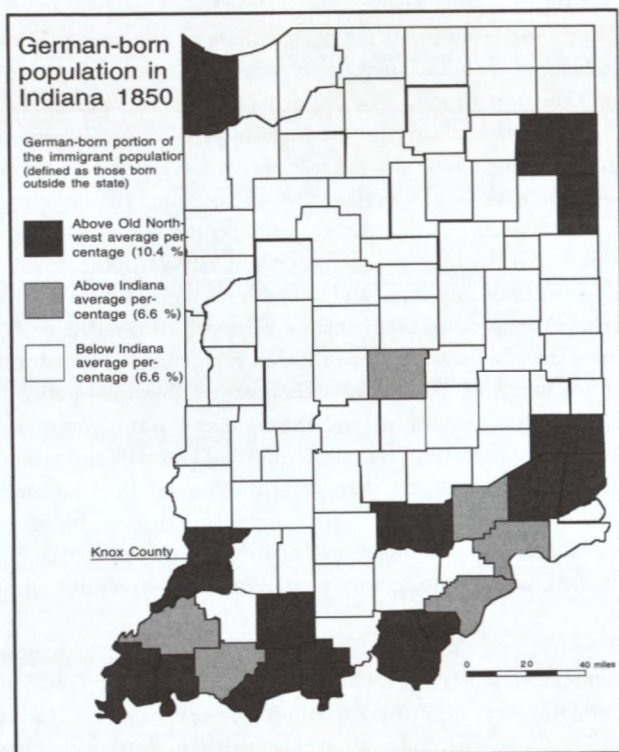 German-born
population in
Indiana 1850
German-born portion of
the immigrant population
(defined as those born
outside the state)
Above Old North-
west average per-
centage (10.4 %
Above Indiana
average per-
centage (6.6 %)
Below Indiana
average per-
centage (6.6 %)
Knox County
0 20 40 miles